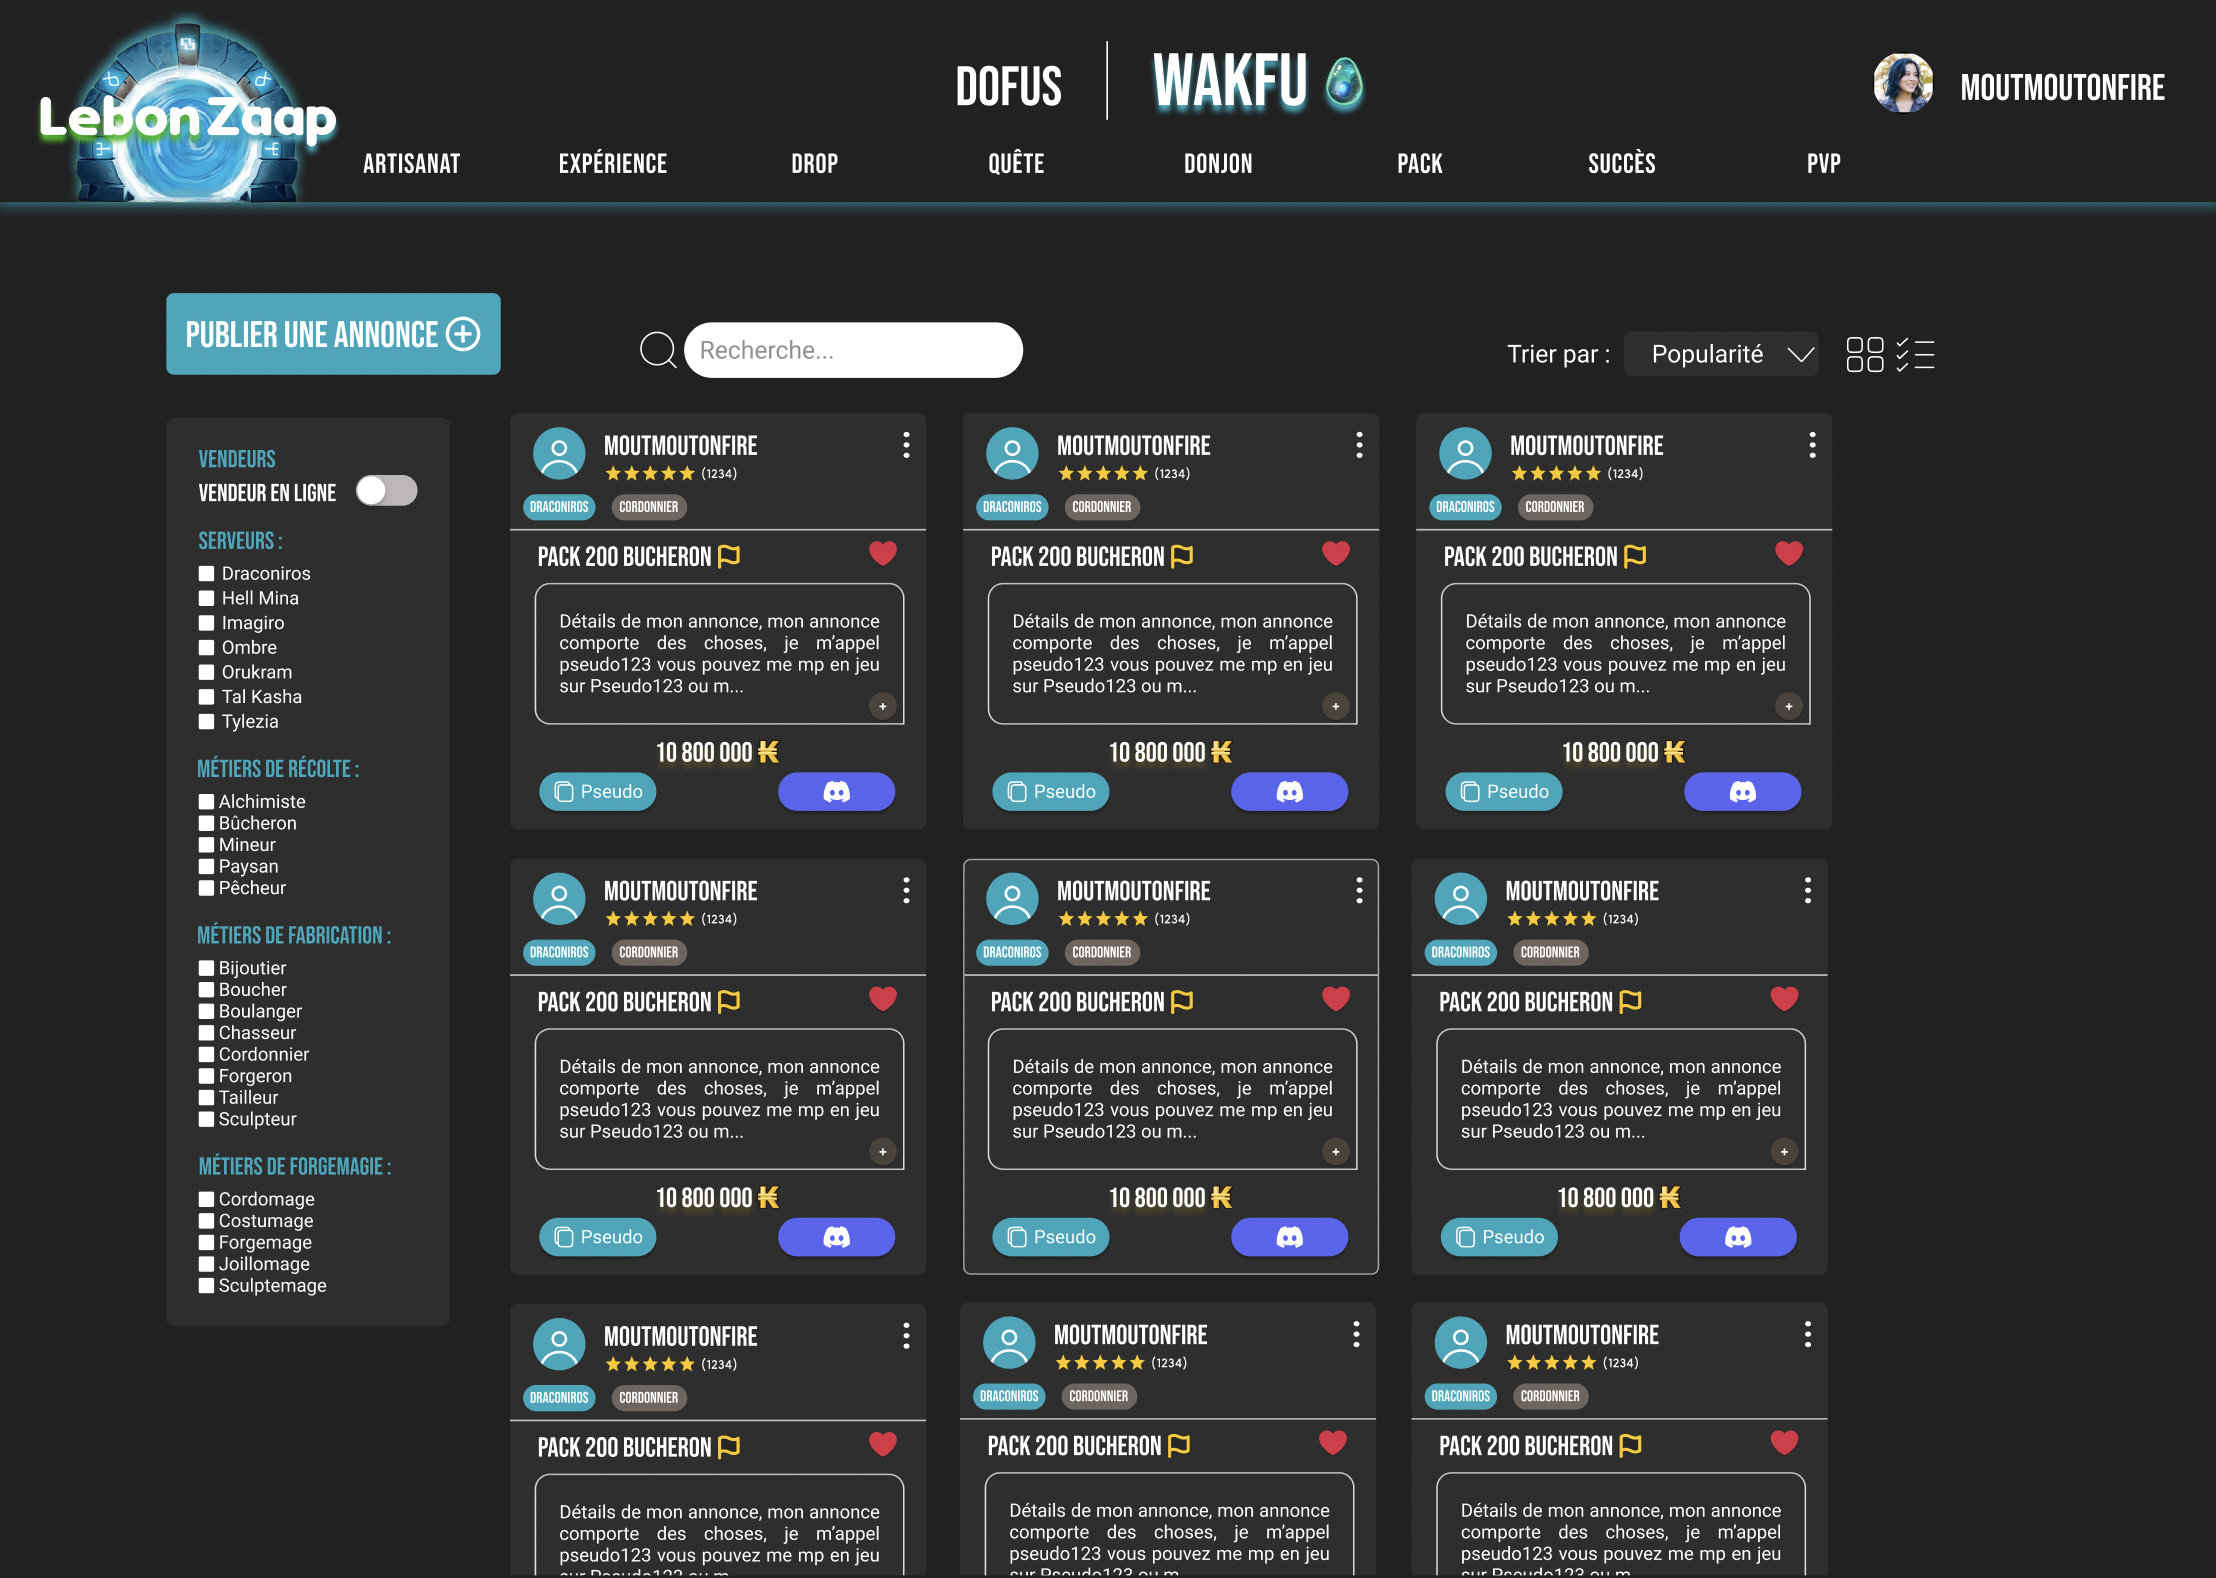 LebonZaap
DOFUS
WAKFU
MOUTMOUTONFIRE
ARTISANAT
EXPÉRIENCE
DROP
QUÊTE
DONJON
PACK
SUCCÈS
PVP
PUBLIER UNE ANNONCE
Recherche...
Trier par :
Popularité
VENDEURS
VENDEUR EN LIGNE
SERVEURS :
Draconiros
Hell Mina
Imagiro
Ombre
Orukram
Tal Kasha
Tylezia
MÉTIERS DE RÉCOLTE :
Alchimiste
Bûcheron
Mineur
Paysan
Pêcheur
MÉTIERS DE FABRICATION :
Bijoutier
Boucher
Boulanger
Chasseur
Cordonnier
Forgeron
Tailleur
Sculpteur
MÉTIERS DE FORGEMAGIE :
Cordomage
Costumage
Forgemage
Joillomage
Sculptemage
MOUTMOUTONFIRE
(1234)
DRACONIROS
CORDONNIER
PACK 200 BUCHERON
Détails de mon annonce, mon annonce
comporte des choses, je m'appel
pseudo123 vous pouvez me mp en jeu
sur Pseudo123 ou m...
+
10 800 000
Pseudo
MOUTMOUTONFIRE
(1234)
DRACONIROS
CORDONNIER
PACK 200 BUCHERON
Détails de mon annonce, mon annonce
comporte des choses, je m'appel
pseudo123 vous pouvez me mp en jeu
sur Pseudo123 ou m...
+
10 800 000
Pseudo
MOUTMOUTONFIRE
(1234)
DRACONIROS
CORDONNIER
PACK 200 BUCHERON
Détails de mon annonce, mon annonce
comporte des choses, je m'appel
pseudo123 vous pouvez me mp en jeu
sur Pseudo123 ou m...
+
10 800 000
Pseudo
MOUTMOUTONFIRE
(1234)
DRACONIROS
CORDONNIER
PACK 200 BUCHERON
Détails de mon annonce, mon annonce
comporte des choses, je m'appel
pseudo123 vous pouvez me mp en jeu
sur Pseudo123 ou m...
+
10 800 000
Pseudo
MOUTMOUTONFIRE
(1234)
DRACONIROS
CORDONNIER
PACK 200 BUCHERON
Détails de mon annonce, mon annonce
comporte des choses, je m'appel
pseudo123 vous pouvez me mp en jeu
sur Pseudo123 ou m...
+
10 800 000
Pseudo
MOUTMOUTONFIRE
(1234)
DRACONIROS
CORDONNIER
PACK 200 BUCHERON
Détails de mon annonce, mon annonce
comporte des choses, je m'appel
pseudo123 vous pouvez me mp en jeu
sur Pseudo123 ou m...
+
10 800 000
Pseudo
MOUTMOUTONFIRE
(1234)
DRACONIROS
CORDONNIER
PACK 200 BUCHERON
Détails de mon annonce, mon annonce
comporte des choses, je m'appel
pseudo123 vous pouvez me mp en jeu
MOUTMOUTONFIRE
(1234)
DRACONIROS
CORDONNIER
PACK 200 BUCHERON
Détails de mon annonce, mon annonce
comporte des choses, je m'appel
pseudo123 vous pouvez me mp en jeu
MOUTMOUTONFIRE
(1234)
DRACONIROS
CORDONNIER
PACK 200 BUCHERON
Détails de mon annonce, mon annonce
comporte des choses, je m'appel
pseudo123 vous pouvez me mp en jeu